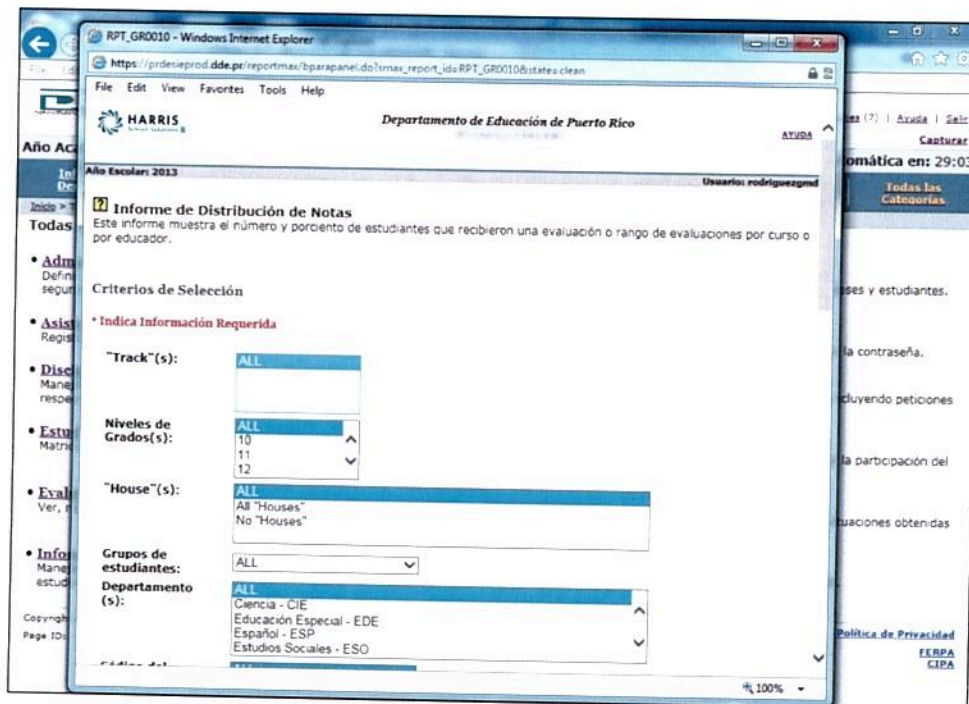 RPT_GR0010 - Windows Internet Explorer
https://prdesieprod.dde.pr/reportmax/bparapanel.do?smax_report_id=RPT_GR0010&state=clean
File Edit View Favorites Tools Help
HARRIS
School Solutions
Departamento de Educación de Puerto Rico
AYUDA
Año Escolar: 2013
Usuario: rodriguezgmd
Informe de Distribución de Notas
Este informe muestra el número y porciento de estudiantes que recibieron una evaluación o rango de evaluaciones por curso o
por educador.
Criterios de Selección
* Indica Información Requerida
"Track"(s):
ALL
Niveles de
Grados(s):
ALL
10
11
12
"House"(s):
ALL
All "Houses"
No "Houses"
Grupos de
estudiantes:
ALL
Departamento
(s):
ALL
Ciencia - CIE
Educación Especial - EDE
Español - ESP
Estudios Sociales - ESO
100%
Año Aca
Inicio > T
Todas
Adm
Defin
segur
Asist
Regis
Disc
Mane
respe
Estu
Matric
Eval
Ver, r
Infor
Mane
estud
Copyrigh
Page ID:
(?) | Ayuda | Salir
Capturar
omática en: 29:03
Todas las
Categorías
ses y estudiantes.
la contraseña.
cluyendo peticiones
la participación del
uaciones obtenidas
Política de Privacidad
FERPA
CIPA